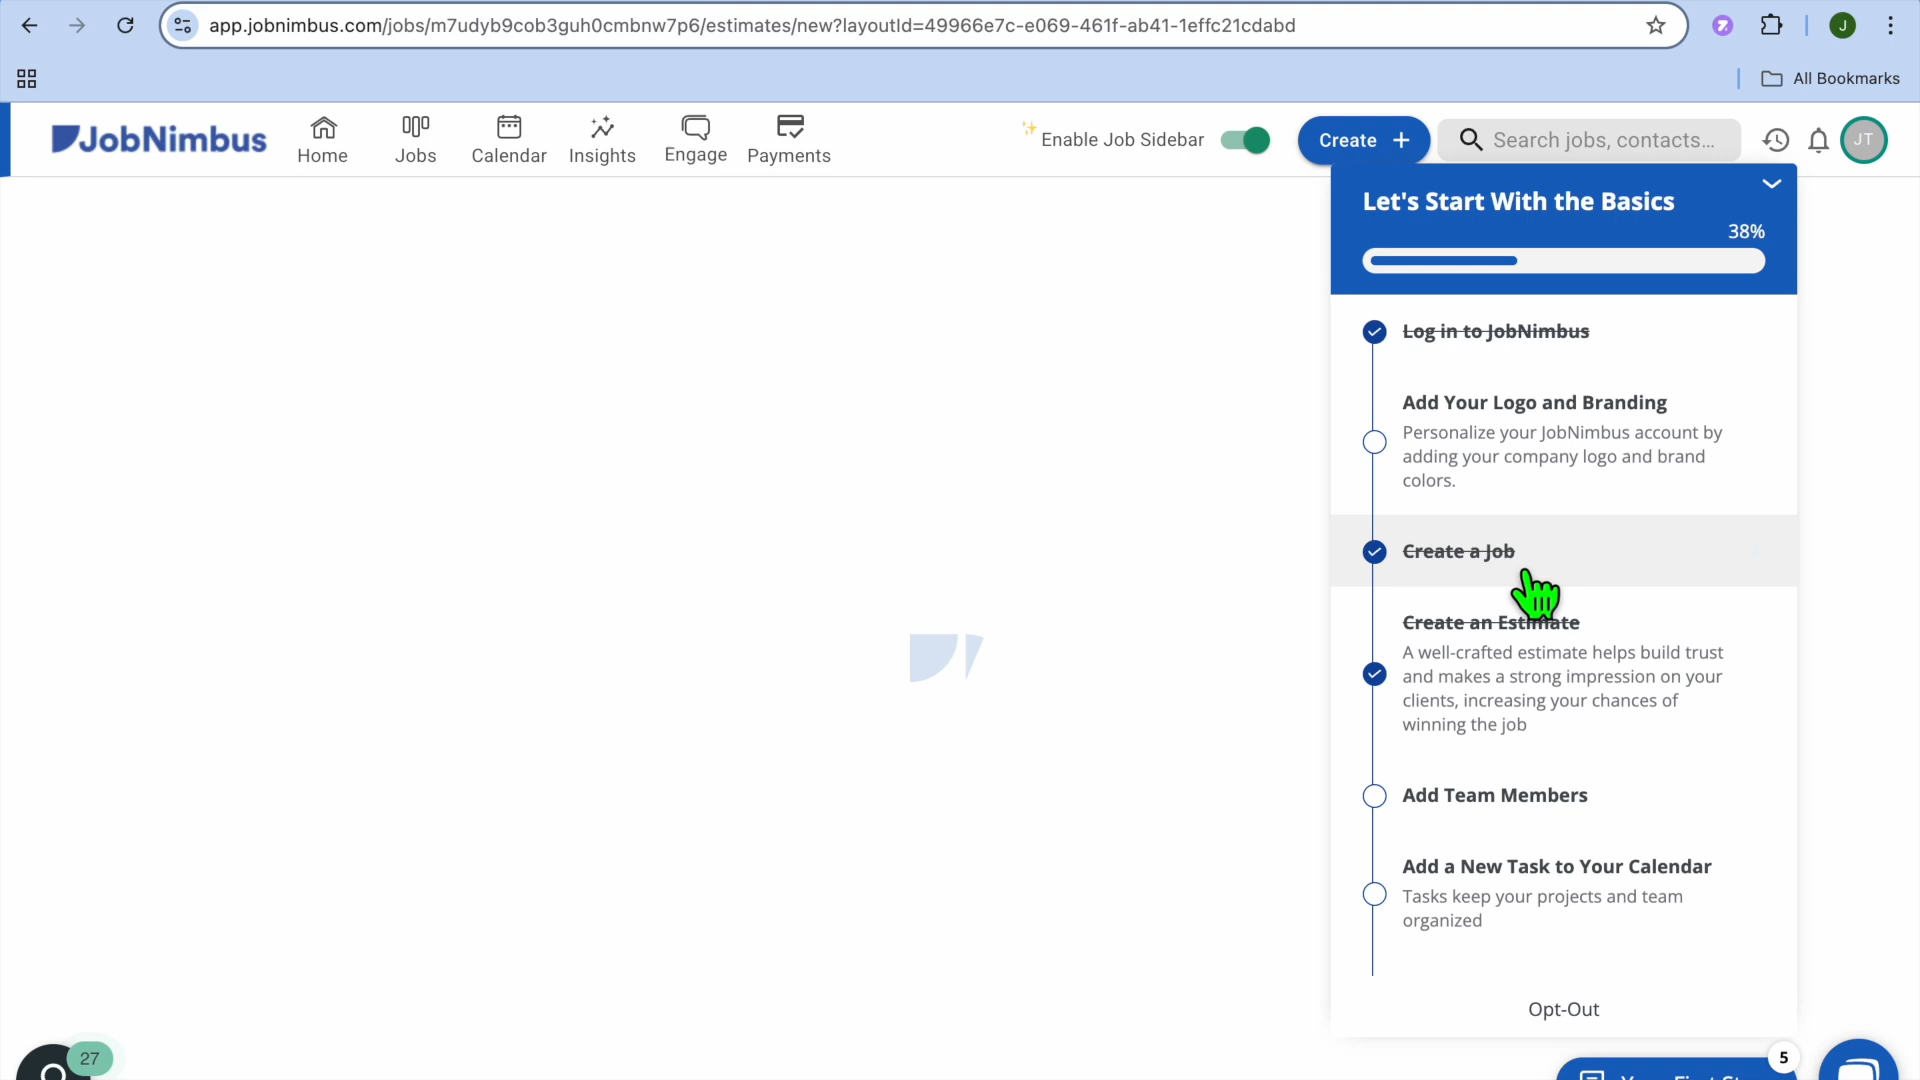 app.jobnimbus.com/jobs/m7udyb9cob3guh0cmbnw7p6/estimates/new?layoutId=49966e7c-e069-461f-ab41-1effc21cdabd
J
All Bookmarks
JobNimbus
Home
Jobs
Calendar
Insights
Engage
Payments
Enable Job Sidebar
Create +
Search jobs, contacts...
JT
Let's Start With the Basics
38%
Log in to JobNimbus
Add Your Logo and Branding
Personalize your JobNimbus account by
adding your company logo and brand
colors.
Create a Job
Create an Estimate
A well-crafted estimate helps build trust
and makes a strong impression on your
clients, increasing your chances of
winning the job
Add Team Members
Add a New Task to Your Calendar
Tasks keep your projects and team
organized
Opt-Out
27
5